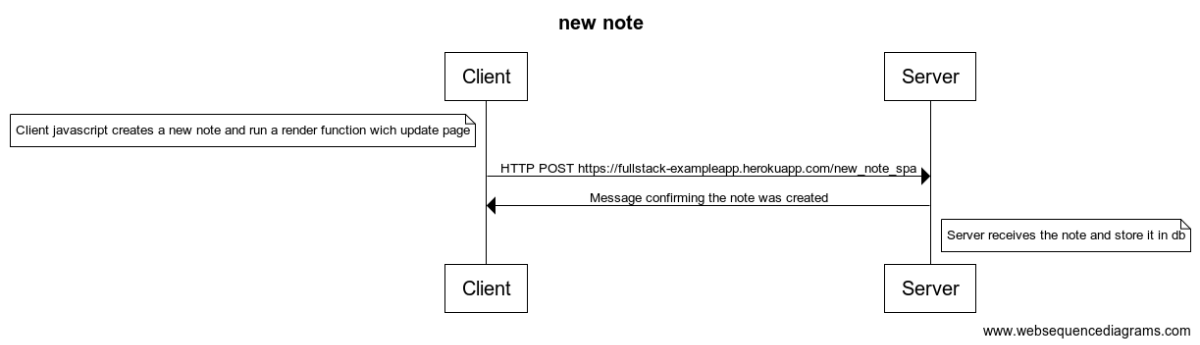 new note
Client
Server
Client javascript creates a new note and run a render function wich update page
HTTP POST https://fullstack-exampleapp.herokuapp.com/new_note_spa
Message confirming the note was created
Server receives the note and store it in db
Client
Server
www.websequencediagrams.com